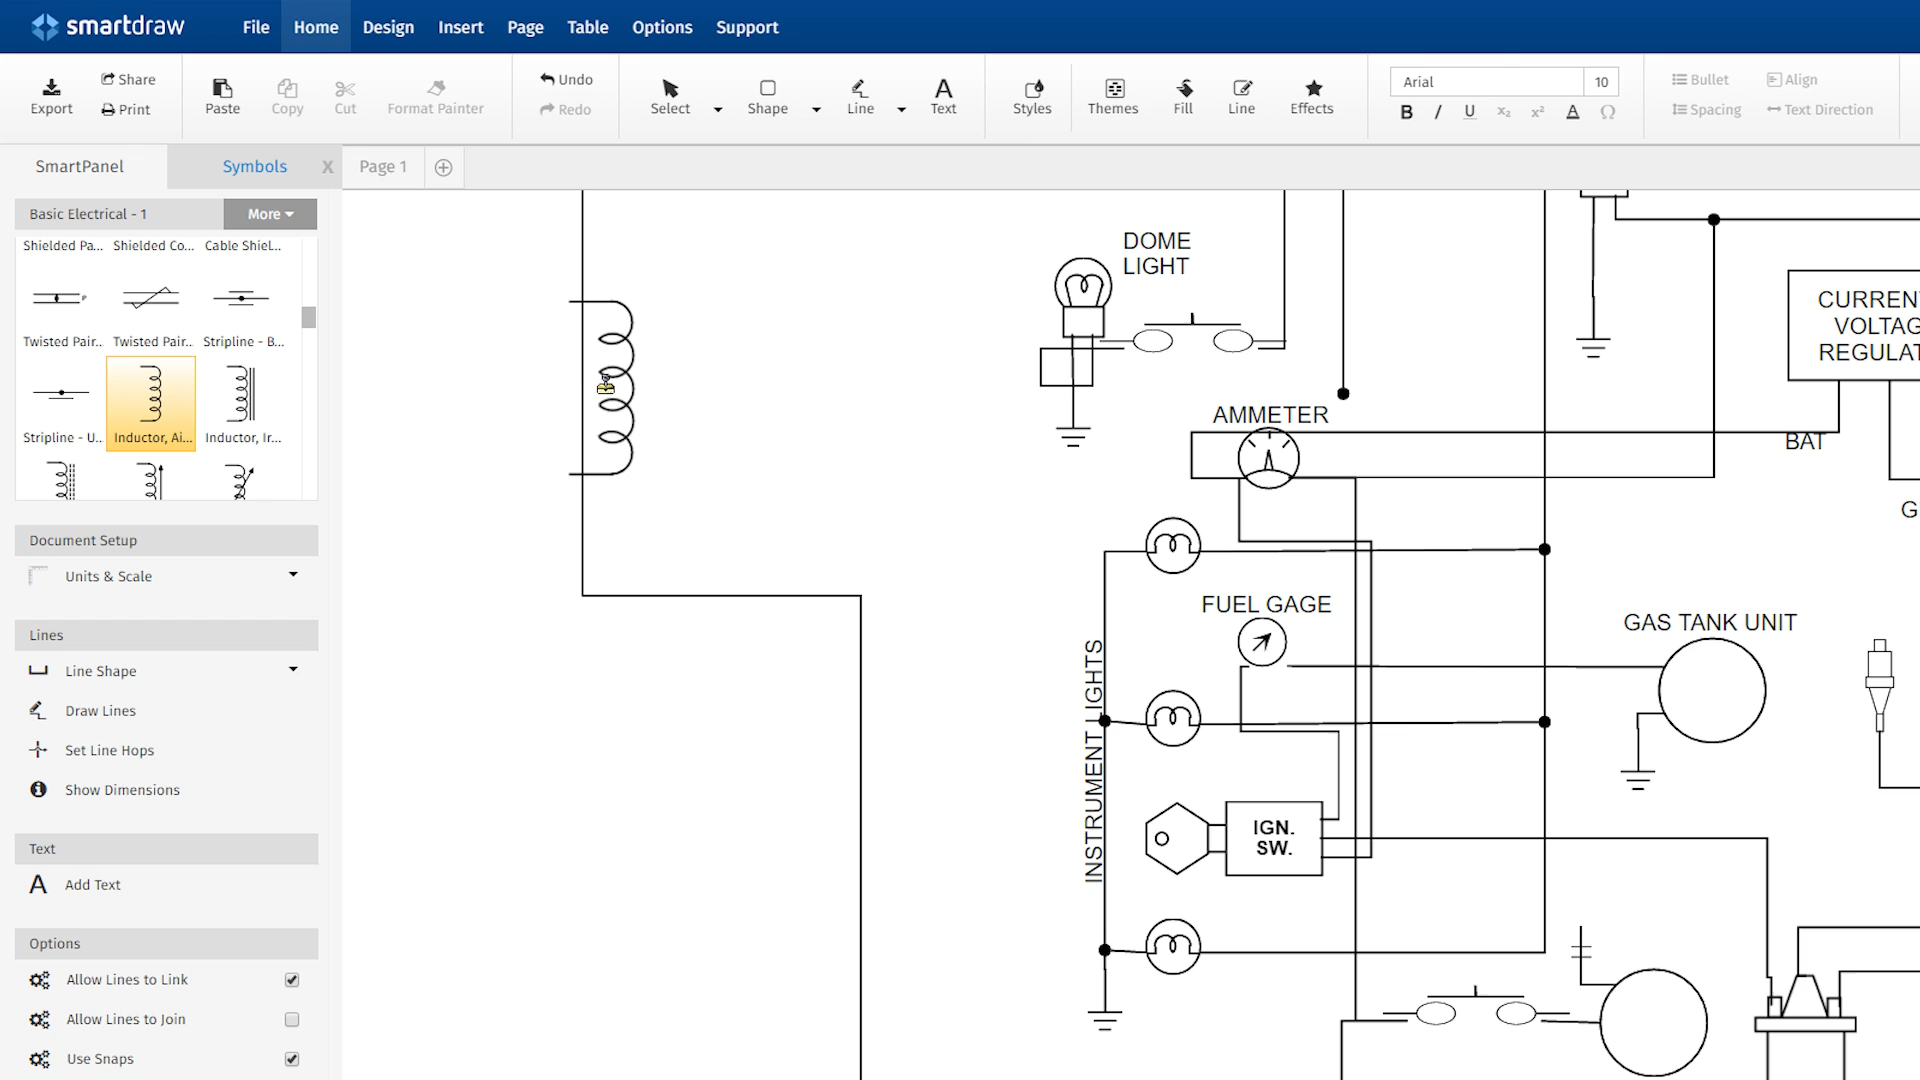 smartdraw
File Home Design Insert Page Table Options Support
Export
Share
Print
Paste
Copy
Cut
Format Painter
Undo
Redo
Select
Shape
Line
Text
Styles
Themes
Fill
Line
Effects
Arial 10
B I U x₂ x² A Ω
Bullet
Align
Spacing
Text Direction
SmartPanel
Symbols X
Page 1
Basic Electrical - 1
More
Shielded Pa... Shielded Co... Cable Shiel...
Twisted Pair... Twisted Pair... Stripline - B...
Stripline - U... Inductor, Ai... Inductor, Ir...
Document Setup
Units & Scale
Lines
Line Shape
Draw Lines
Set Line Hops
Show Dimensions
Text
A Add Text
Options
Allow Lines to Link
Allow Lines to Join
Use Snaps
DOME
LIGHT
CURREN
VOLTAG
REGULAT
AMMETER
BAT
G
FUEL GAGE
GAS TANK UNIT
INSTRUMENT LIGHTS
IGN.
SW.